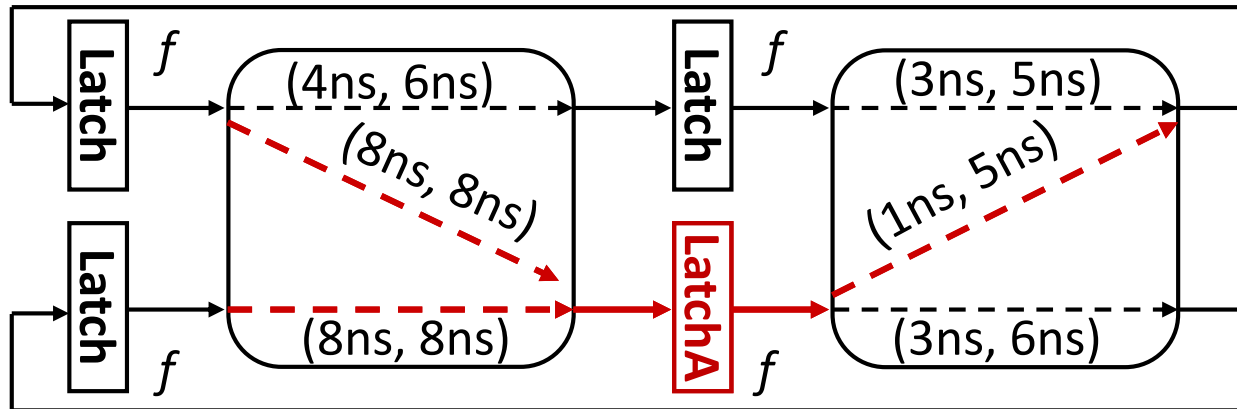 Latch
f
(4ns, 6ns)
(8ns, 8ns)
Latch
f
(3ns, 5ns)
(1ns, 5ns)
Latch
f
(8ns, 8ns)
LatchA
f
(3ns, 6ns)